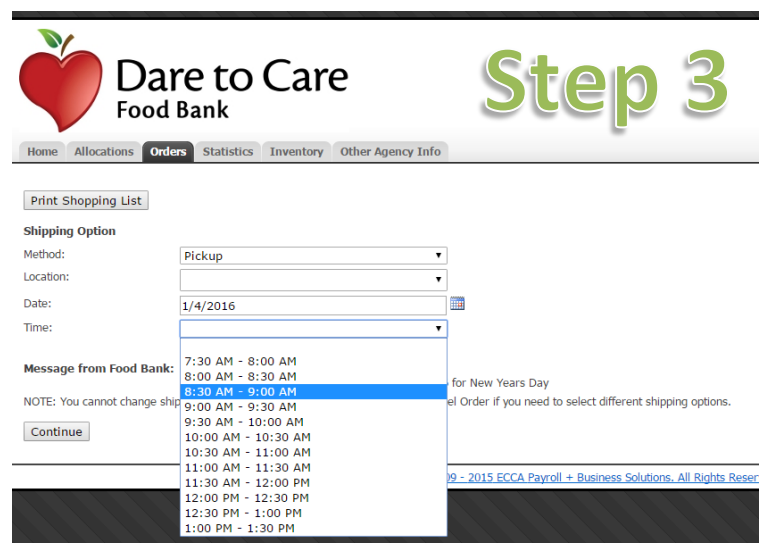 Dare to Care
Food Bank
Step 3
Home Allocations Orders Statistics Inventory Other Agency Info
Print Shopping List
Shipping Option
Method: Pickup
Location:
Date: 1/4/2016
Time:
7:30 AM - 8:00 AM
Message from Food Bank:
8:00 AM - 8:30 AM
for New Years Day
8:30 AM - 9:00 AM
NOTE: You cannot change 9:00 AM - 9:30 AM Order if you need to select different shipping options.
9:30 AM - 10:00 AM
Continue
10:00 AM - 10:30 AM
10:30 AM - 11:00 AM
11:00 AM - 11:30 AM
11:30 AM - 12:00 PM - 2015 ECCA Payroll + Business Solutions. All Rights
12:00 PM - 12:30 PM
12:30 PM - 1:00 PM
1:00 PM - 1:30 PM